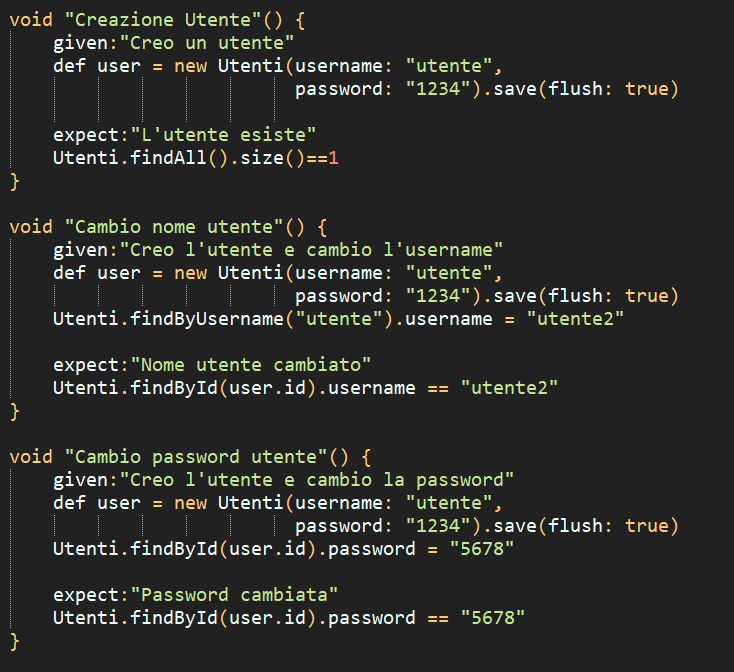 void "Creazione Utente"() {
given:"Creo un utente"
def user = new Utenti(username: "utente",
password: "1234").save(flush: true)
expect:"L'utente esiste"
Utenti.findAll().size()==1
}
void "Cambio nome utente"() {
given:"Creo l'utente e cambio l'username"
def user = new Utenti(username: "utente",
password: "1234").save(flush: true)
Utenti.findByUsername("utente").username = "utente2"
expect:"Nome utente cambiato"
Utenti.findById(user.id).username == "utente2"
}
void "Cambio password utente"() {
given:"Creo l'utente e cambio la password"
def user = new Utenti(username: "utente",
password: "1234").save(flush: true)
Utenti.findById(user.id).password = "5678"
expect:"Password cambiata"
Utenti.findById(user.id).password == "5678"
}